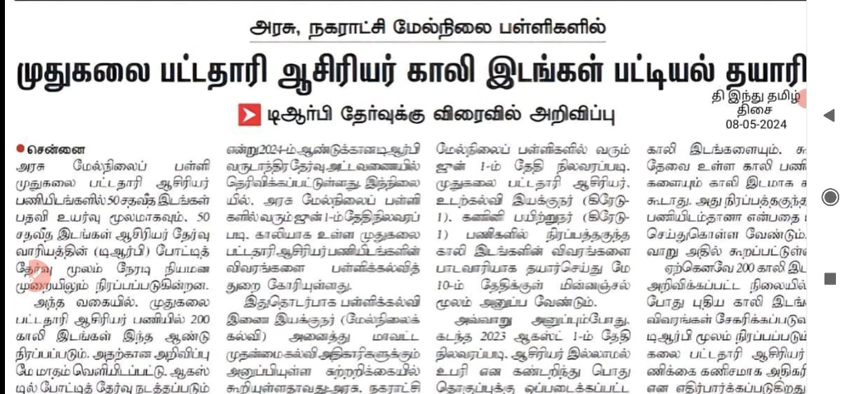 அரசு, நகராட்சி மேல்நிலை பள்ளிகளில்
முதுகலை பட்டதாரி ஆசிரியர் காலி இடங்கள் பட்டியல் தயாரி
டிஆர்பி தேர்வுக்கு விரைவில் அறிவிப்பு
தி இந்து தமிழ்
திசை
08-05-2024
சென்னை
அரசு மேல்நிலைப் பள்ளி
முதுகலை பட்டதாரி ஆசிரியர்
பணியிடங்களில் 50 சதவீத இடங்கள்
பதவி உயர்வு மூலமாகவும், 50
சதவீத இடங்கள் ஆசிரியர் தேர்வு
வாரியத்தின் (டிஆர்பி) போட்டித்
தேர்வு மூலம் நேரடி நியமன
முறையிலும் நிரப்பப்படுகின்றன.
அந்த வகையில், முதுகலை
பட்டதாரி ஆசிரியர் பணியில் 200
காலி இடங்கள் இந்த ஆண்டு
நிரப்பப்படும். அதற்கான அறிவிப்பு
மே மாதம் வெளியிடப்பட்டு, ஆகஸ்
டில் போட்டித் தேர்வு நடத்தப்படும்
என்று 2024-ம் ஆண்டுக்கான டிஆர்பி
வருடாந்திர தேர்வு அட்டவணையில்
தெரிவிக்கப்பட்டுள்ளது. இந்நிலை
யில், அரசு மேல்நிலைப் பள்ளி
களில் வரும் ஜுன் 1-ம் தேதி நிலவரப்
படி, காலியாக உள்ள முதுகலை
பட்டதாரி ஆசிரியர் பணியிடங்களின்
விவரங்களை பள்ளிக்கல்வித்
துறை கோரியுள்ளது.
இதுதொடர்பாக பள்ளிக்கல்வி
இணை இயக்குநர் (மேல்நிலைக்
கல்வி) அனைத்து மாவட்ட
முதன்மை கல்வி அதிகாரிகளுக்கும்
அனுப்பியுள்ள சுற்றறிக்கையில்
கூறியுள்ளதாவது: அரசு, நகராட்சி
மேல்நிலைப் பள்ளிகளில் வரும்
ஜுன் 1-ம் தேதி நிலவரப்படி,
முதுகலை பட்டதாரி ஆசிரியர்,
உடற்கல்வி இயக்குநர் (கிரேடு-
1), கணினி பயிற்றுநர் (கிரேடு-
1) பணிகளில் நிரப்பத்தகுந்த
காலி இடங்களின் விவரங்களை
பாடவாரியாக தயார்செய்து மே
10-ம் தேதிக்குள் மின்னஞ்சல்
மூலம் அனுப்ப வேண்டும்.
அவ்வாறு அனுப்பும்போது,
கடந்த 2023 ஆகஸ்ட் 1-ம் தேதி
நிலவரப்படி, ஆசிரியர் இல்லாமல்
உபரி என கண்டறிந்து பொது
தொகுப்புக்கு ஒப்படைக்கப்பட்ட
காலி இடங்களையும், கூ
தேவை உள்ள காலி பணி
களையும் காலி இடமாக க
கூடாது. அது நிரப்பத்தகுந்த
பணியிடம்தானா என்பதை
செய்துகொள்ள வேண்டும்.
வாறு அதில் கூறப்பட்டுள்
ஏற்கெனவே 200 காலி இட
அறிவிக்கப்பட்ட நிலையில்
போது புதிய காலி இடங்
விவரங்கள் சேகரிக்கப்படுவ
டிஆர்பி மூலம் நிரப்பப்படும்
கலை பட்டதாரி ஆசிரியர்
ணிக்கை கணிசமாக அதிகரி
என எதிர்பார்க்கப்படுகிறது